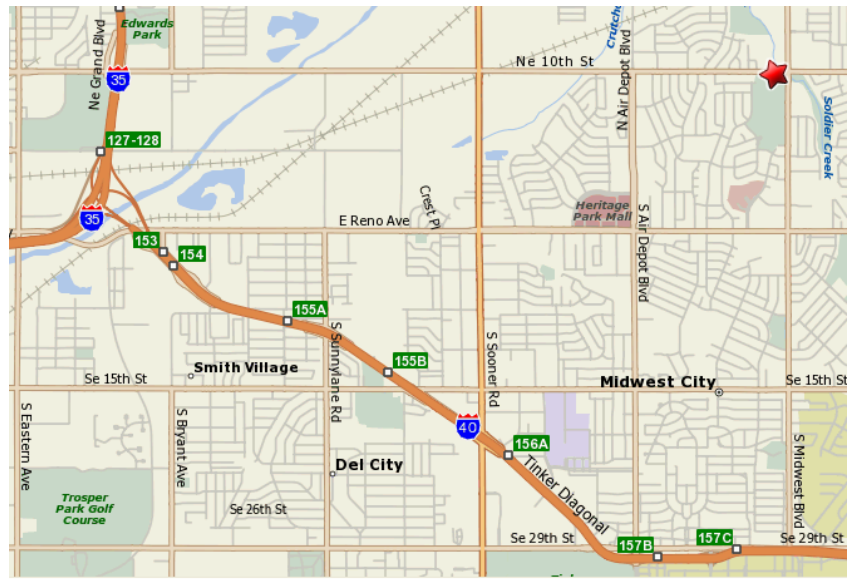 Edwards
Park
Ne Grand Blvd
35
127-128
35
Ne 10th St
N Air Depot Blvd
Soldier Creek
Crest Pl
Heritage
Park Mall
E Reno Ave
153
154
S Air Depot Blvd
155A
S Sunnylane Rd
155B
S Sooner Rd
Smith Village
Se 15th St
Midwest City
Se 15th St
S Eastern Ave
S Bryant Ave
40
156A
Tinker Diagonal
Del City
S Midwest Blvd
Trosper
Park Golf
Course
Se 26th St
Se 29th St
157B
157C
Se 29th St